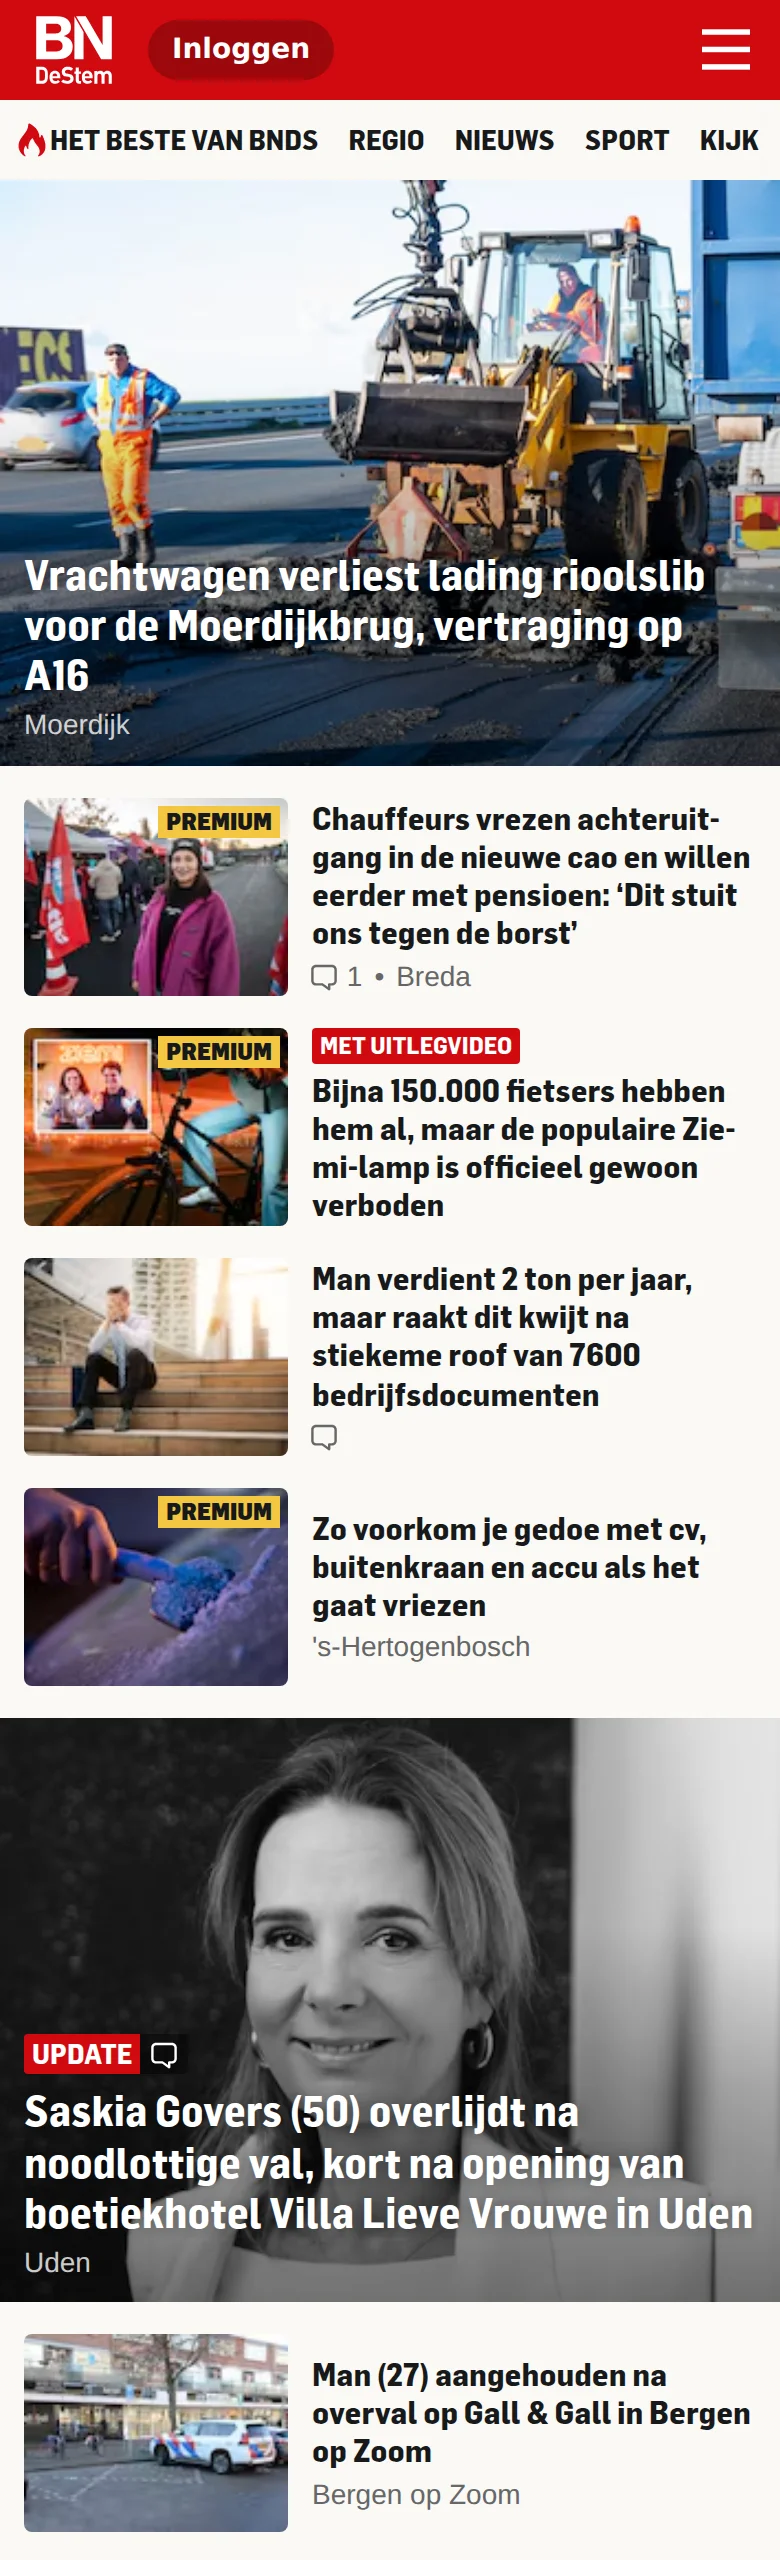 BN
DeStem
Inloggen
HET BESTE VAN BNDS REGIO NIEUWS SPORT KIJK
Vrachtwagen verliest lading rioolslib
voor de Moerdijkbrug, vertraging op
A16
Moerdijk
PREMIUM
Chauffeurs vrezen achteruit-
gang in de nieuwe cao en willen
eerder met pensioen: ‘Dit stuit
ons tegen de borst’
1 • Breda
PREMIUM
MET UITLEGVIDEO
Bijna 150.000 fietsers hebben
hem al, maar de populaire Zie-
mi-lamp is officieel gewoon
verboden
Man verdient 2 ton per jaar,
maar raakt dit kwijt na
stiekeme roof van 7600
bedrijfsdocumenten
PREMIUM
Zo voorkom je gedoe met cv,
buitenkraan en accu als het
gaat vriezen
's-Hertogenbosch
UPDATE
Saskia Govers (50) overlijdt na
noodlottige val, kort na opening van
boetiekhotel Villa Lieve Vrouwe in Uden
Uden
Man (27) aangehouden na
overval op Gall & Gall in Bergen
op Zoom
Bergen op Zoom